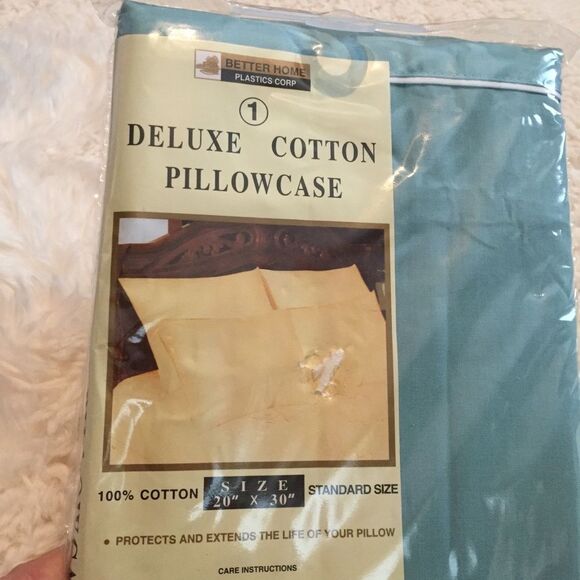 BETTER HOME
PLASTICS CORP
1
DELUXE COTTON
PILLOWCASE
100% COTTON
SIZE
20" X 30"
STANDARD SIZE
• PROTECTS AND EXTENDS THE LIFE OF YOUR PILLOW
CARE INSTRUCTIONS